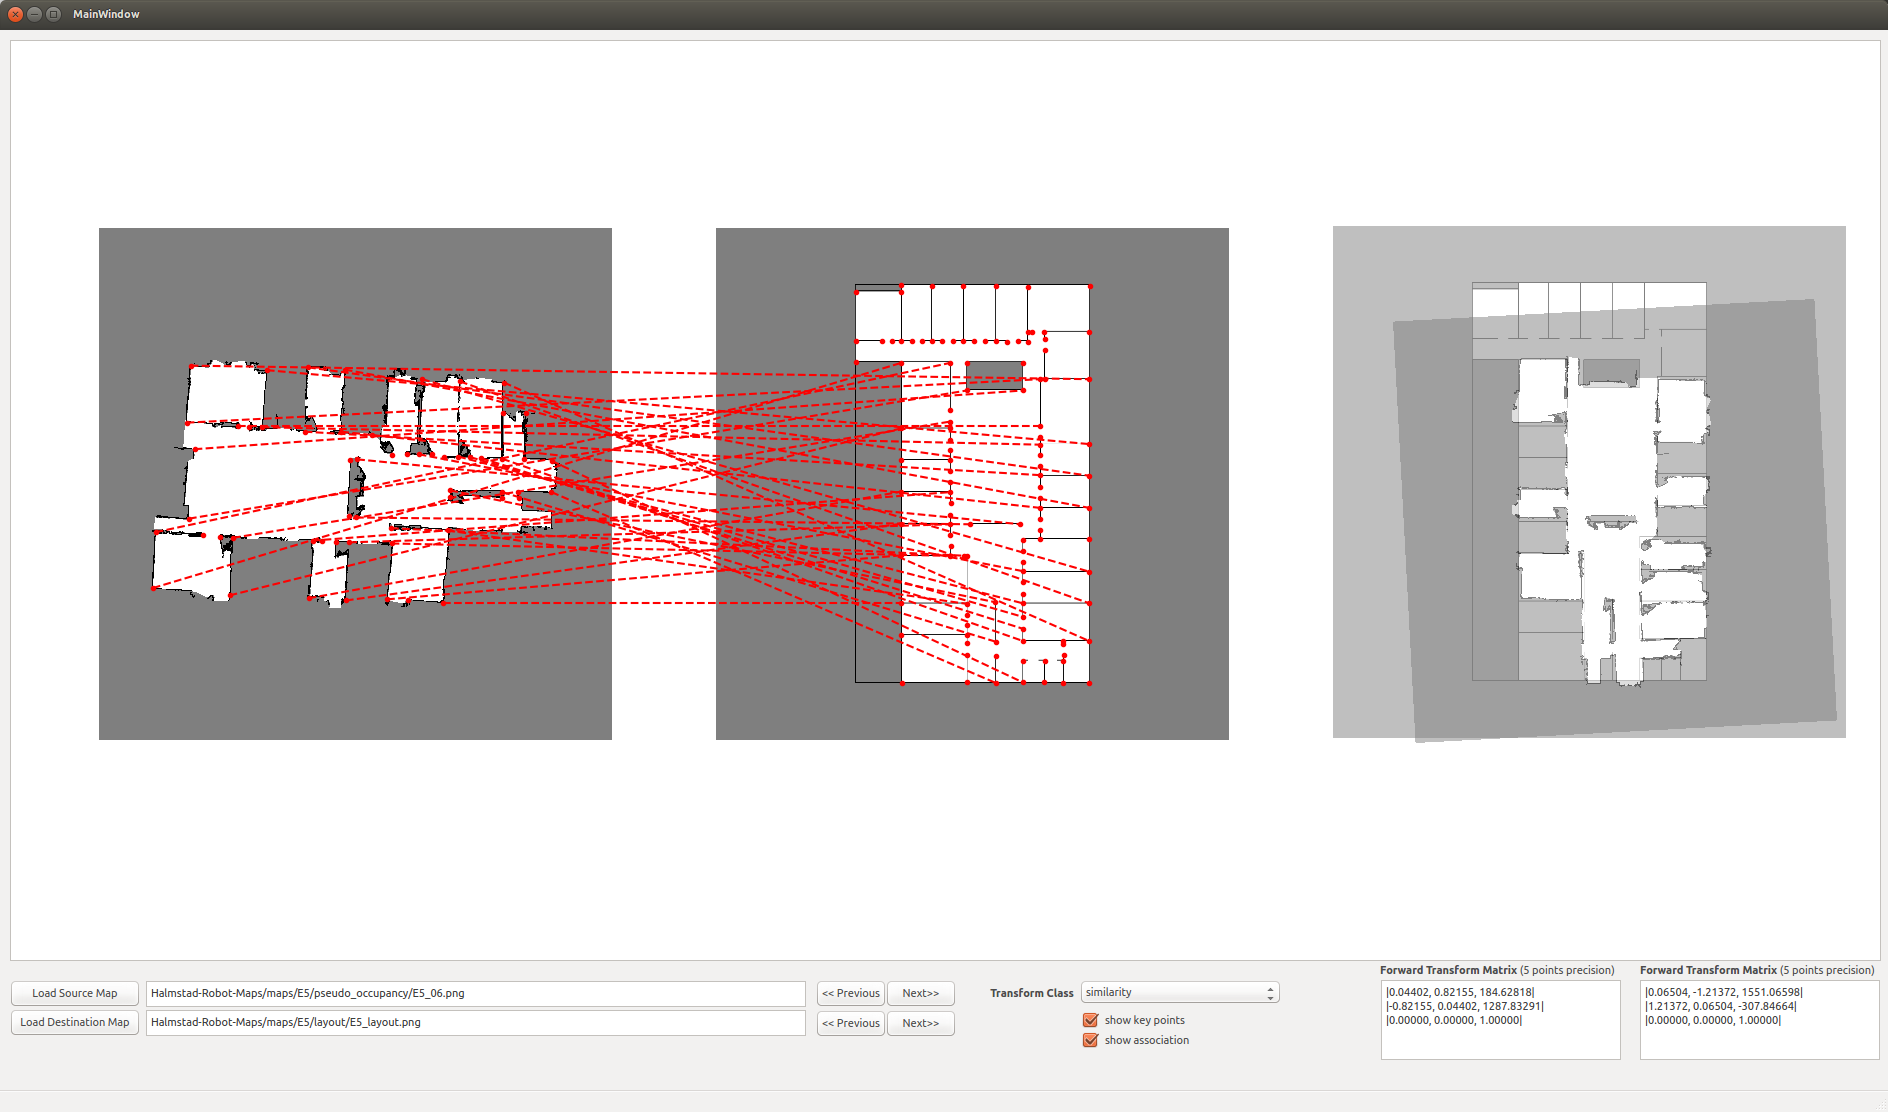 MainWindow
Load Source Map
Halmstad-Robot-Maps/maps/E5/pseudo_occupancy/E5_06.png
<< Previous
Next>>
Load Destination Map
Halmstad-Robot-Maps/maps/E5/layout/E5_layout.png
<< Previous
Next>>
Transform Class
similarity
show key points
show association
Forward Transform Matrix (5 points precision)
|0.04402, 0.82155, 184.62818|
|-0.82155, 0.04402, 1287.83291|
|0.00000, 0.00000, 1.00000|
Forward Transform Matrix (5 points precision)
|0.06504, -1.21372, 1551.06598|
|1.21372, 0.06504, -307.84664|
|0.00000, 0.00000, 1.00000|